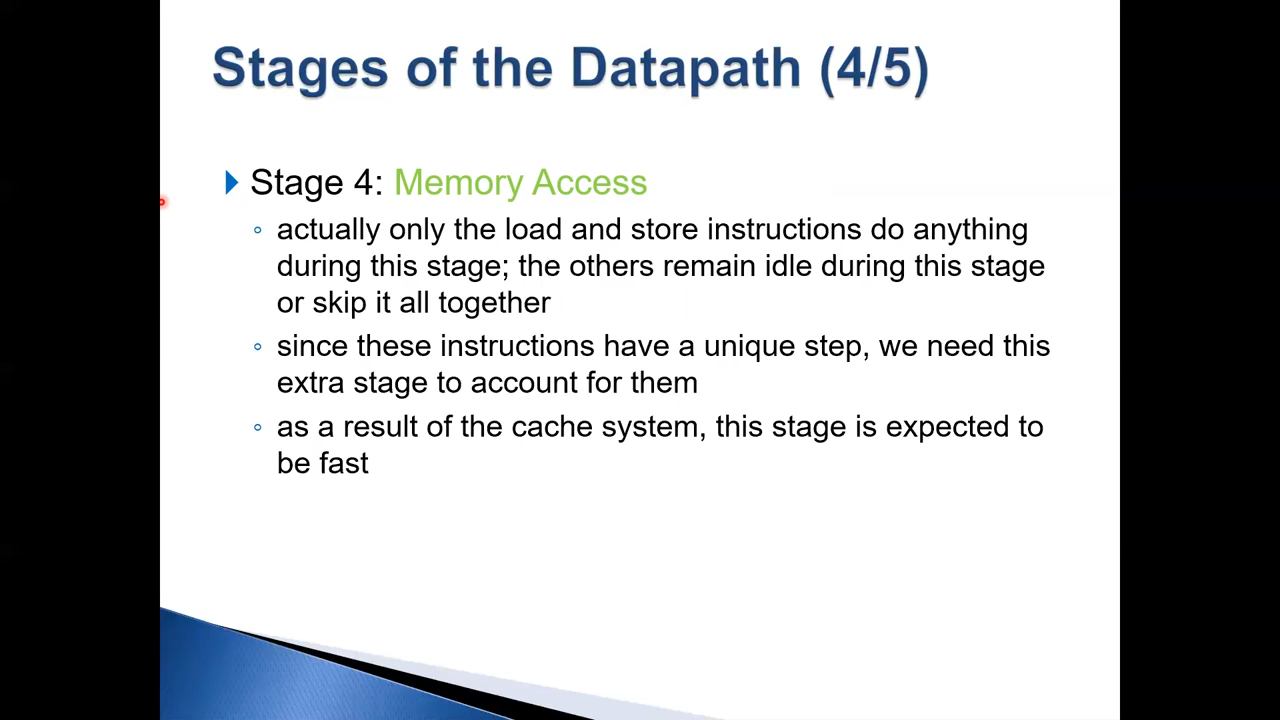 Stages of the Datapath (4/5)
Stage 4: Memory Access
actually only the load and store instructions do anything
during this stage; the others remain idle during this stage
or skip it all together
since these instructions have a unique step, we need this
extra stage to account for them
as a result of the cache system, this stage is expected to
be fast